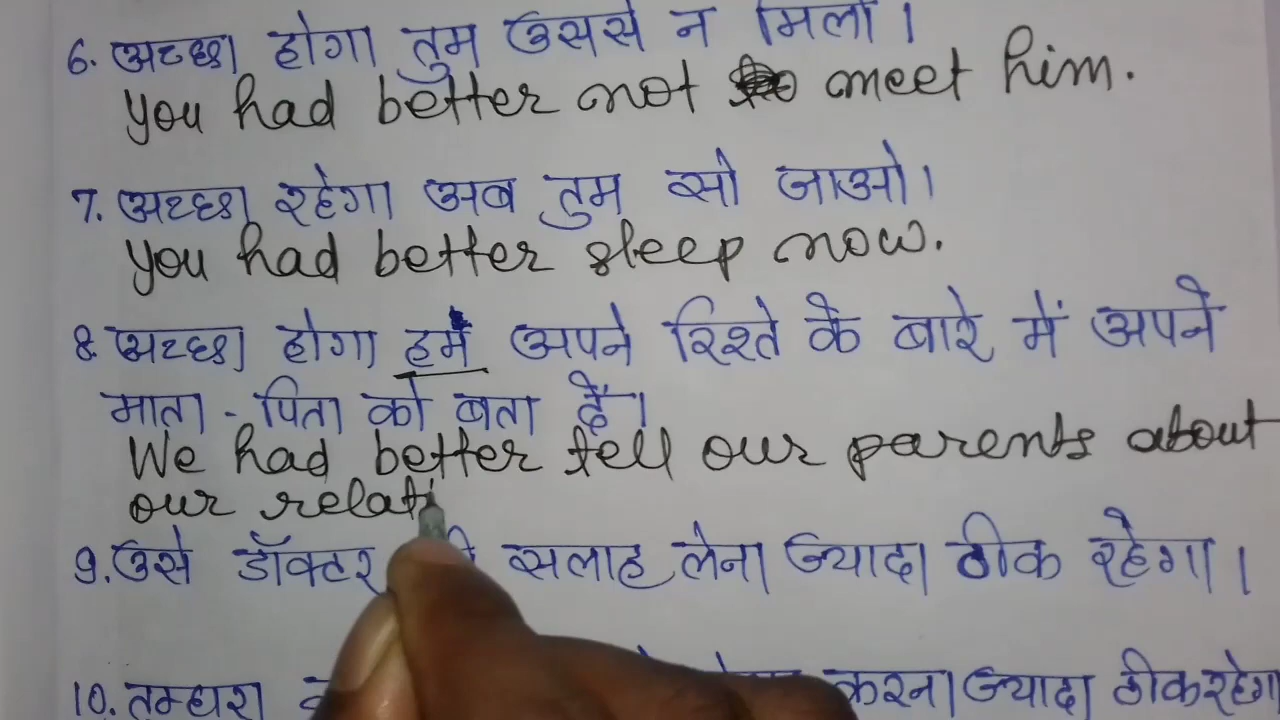 6. अच्छा होगा तुम उससे न मिलो।
you had better not meet him.
7. अच्छा रहेगा अब तुम सो जाओ।
you had better sleep now.
8. अच्छा होगा हमें अपने रिश्ते के बारे में अपने
माता - पिता को बता दें।
We had better tell our parents about
our relati
9. उसे डॉक्टर सलाह लेना ज्यादा ठीक रहेगा।
10. तुम्हारा करना ज्यादा ठीक रहेगा